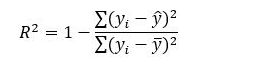 R² = 1 − ∑(yᵢ − ŷ)² / ∑(yᵢ − ȳ)²